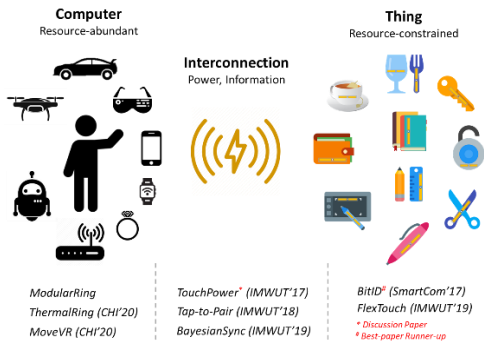 Computer
Resource-abundant
Interconnection
Power, Information
Thing
Resource-constrained
ModularRing
ThermalRing (CHI'20)
MoveVR (CHI'20)
TouchPower* (IMWUT'17)
Tap-to-Pair (IMWUT'18)
BayesianSync (IMWUT'19)
BitID# (SmartCom'17)
FlexTouch (IMWUT'19)
* Discussion Paper
# Best-paper Runner-up